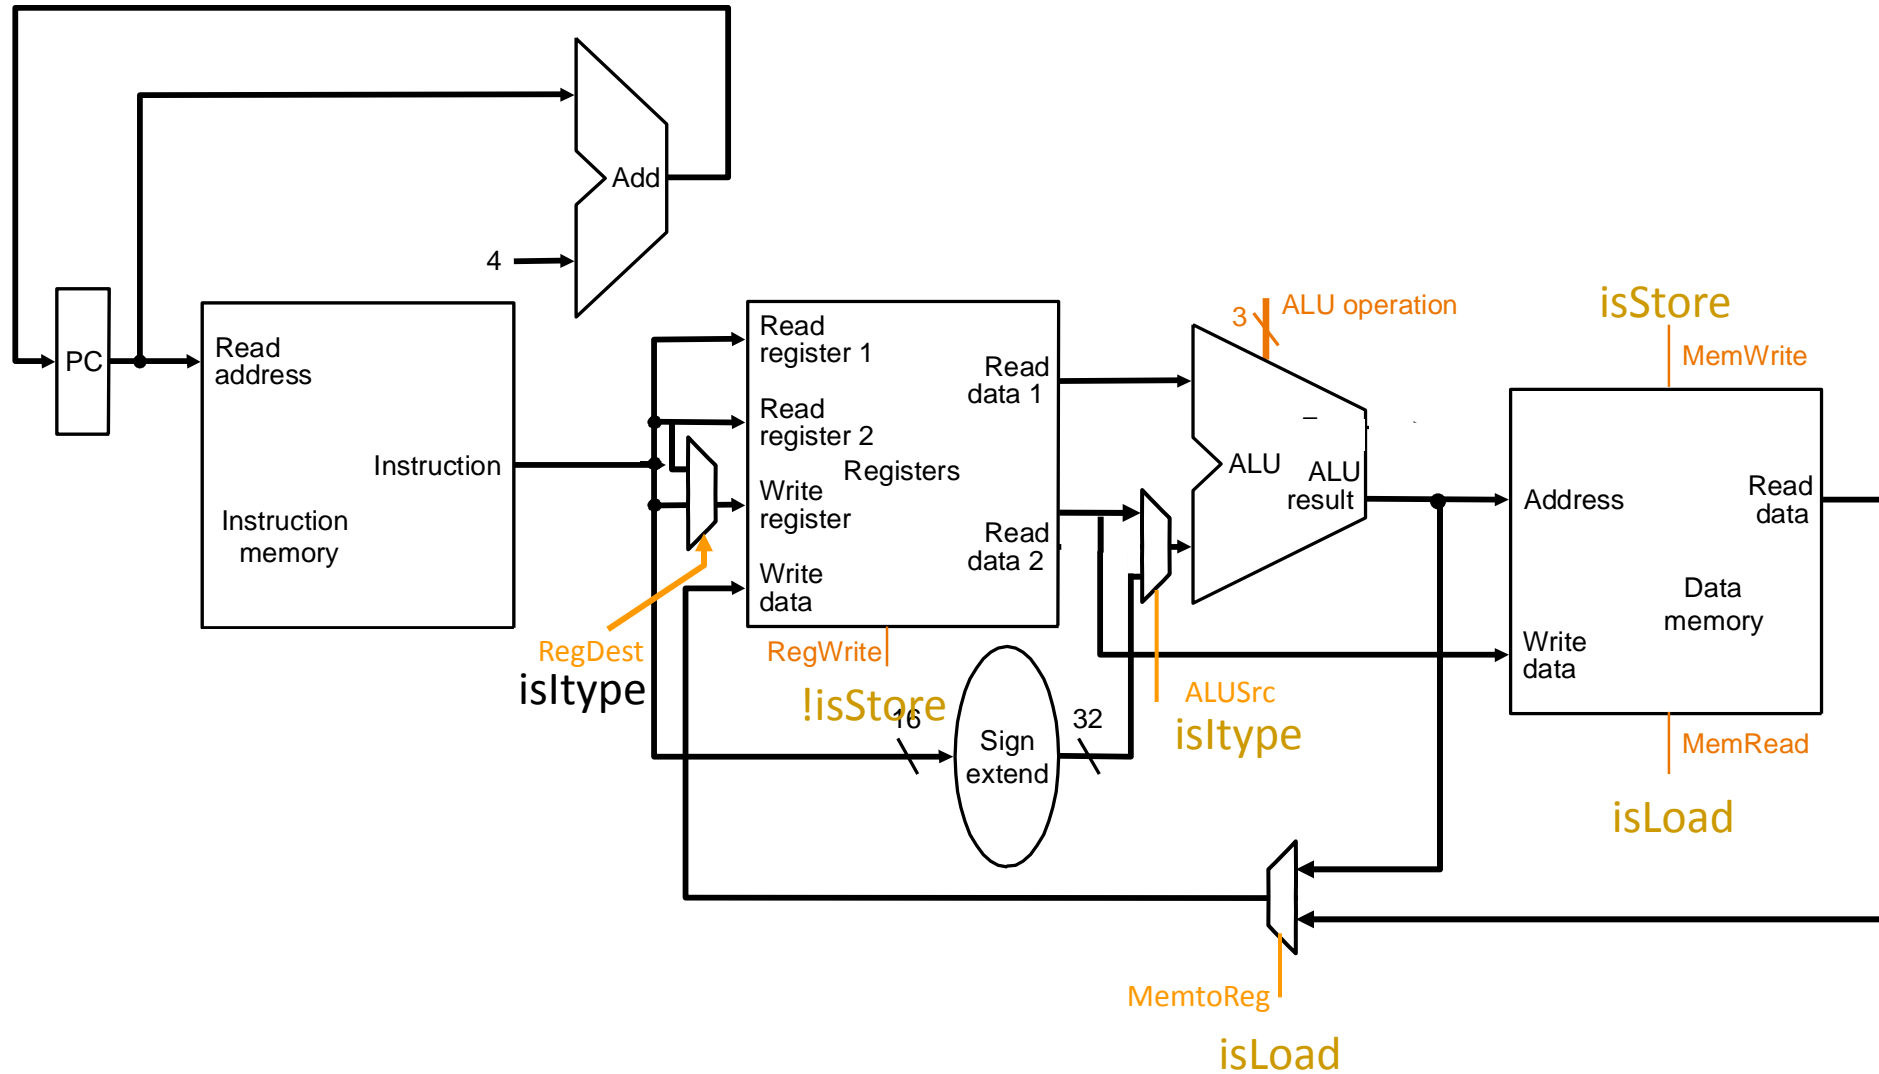 Add
4
PC
Read
address
Instruction
Instruction
memory
Read
register 1
Read
register 2
Registers
Write
register
Write
data
Read
data 1
Read
data 2
RegDest
isItype
RegWrite
!isStore
16
Sign
extend
32
3
ALU operation
ALU
ALU
result
ALUSrc
isItype
isStore
MemWrite
Address
Read
data
Data
memory
Write
data
MemRead
isLoad
MemtoReg
isLoad